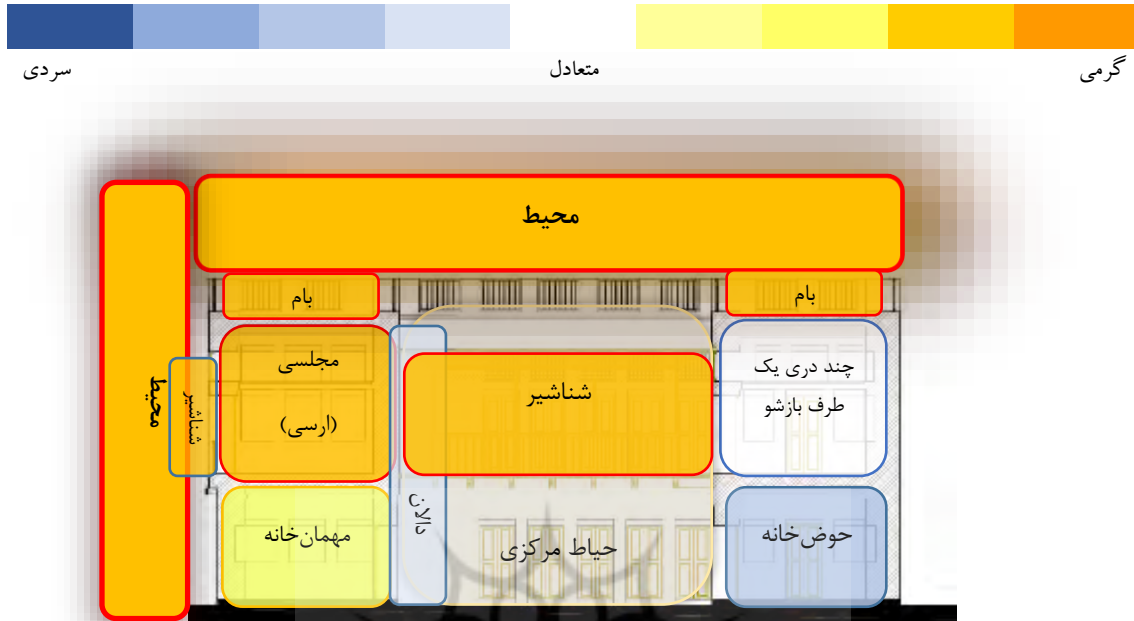 گرمی
متعادل
سردی
محیط
بام
بام
چند دری یک
طرف بازشو
شناشیر
مجلسی
(ارسی)
شناشیر
محیط
حوض‌خانه
حیاط مرکزی
دالان
مهمان‌خانه